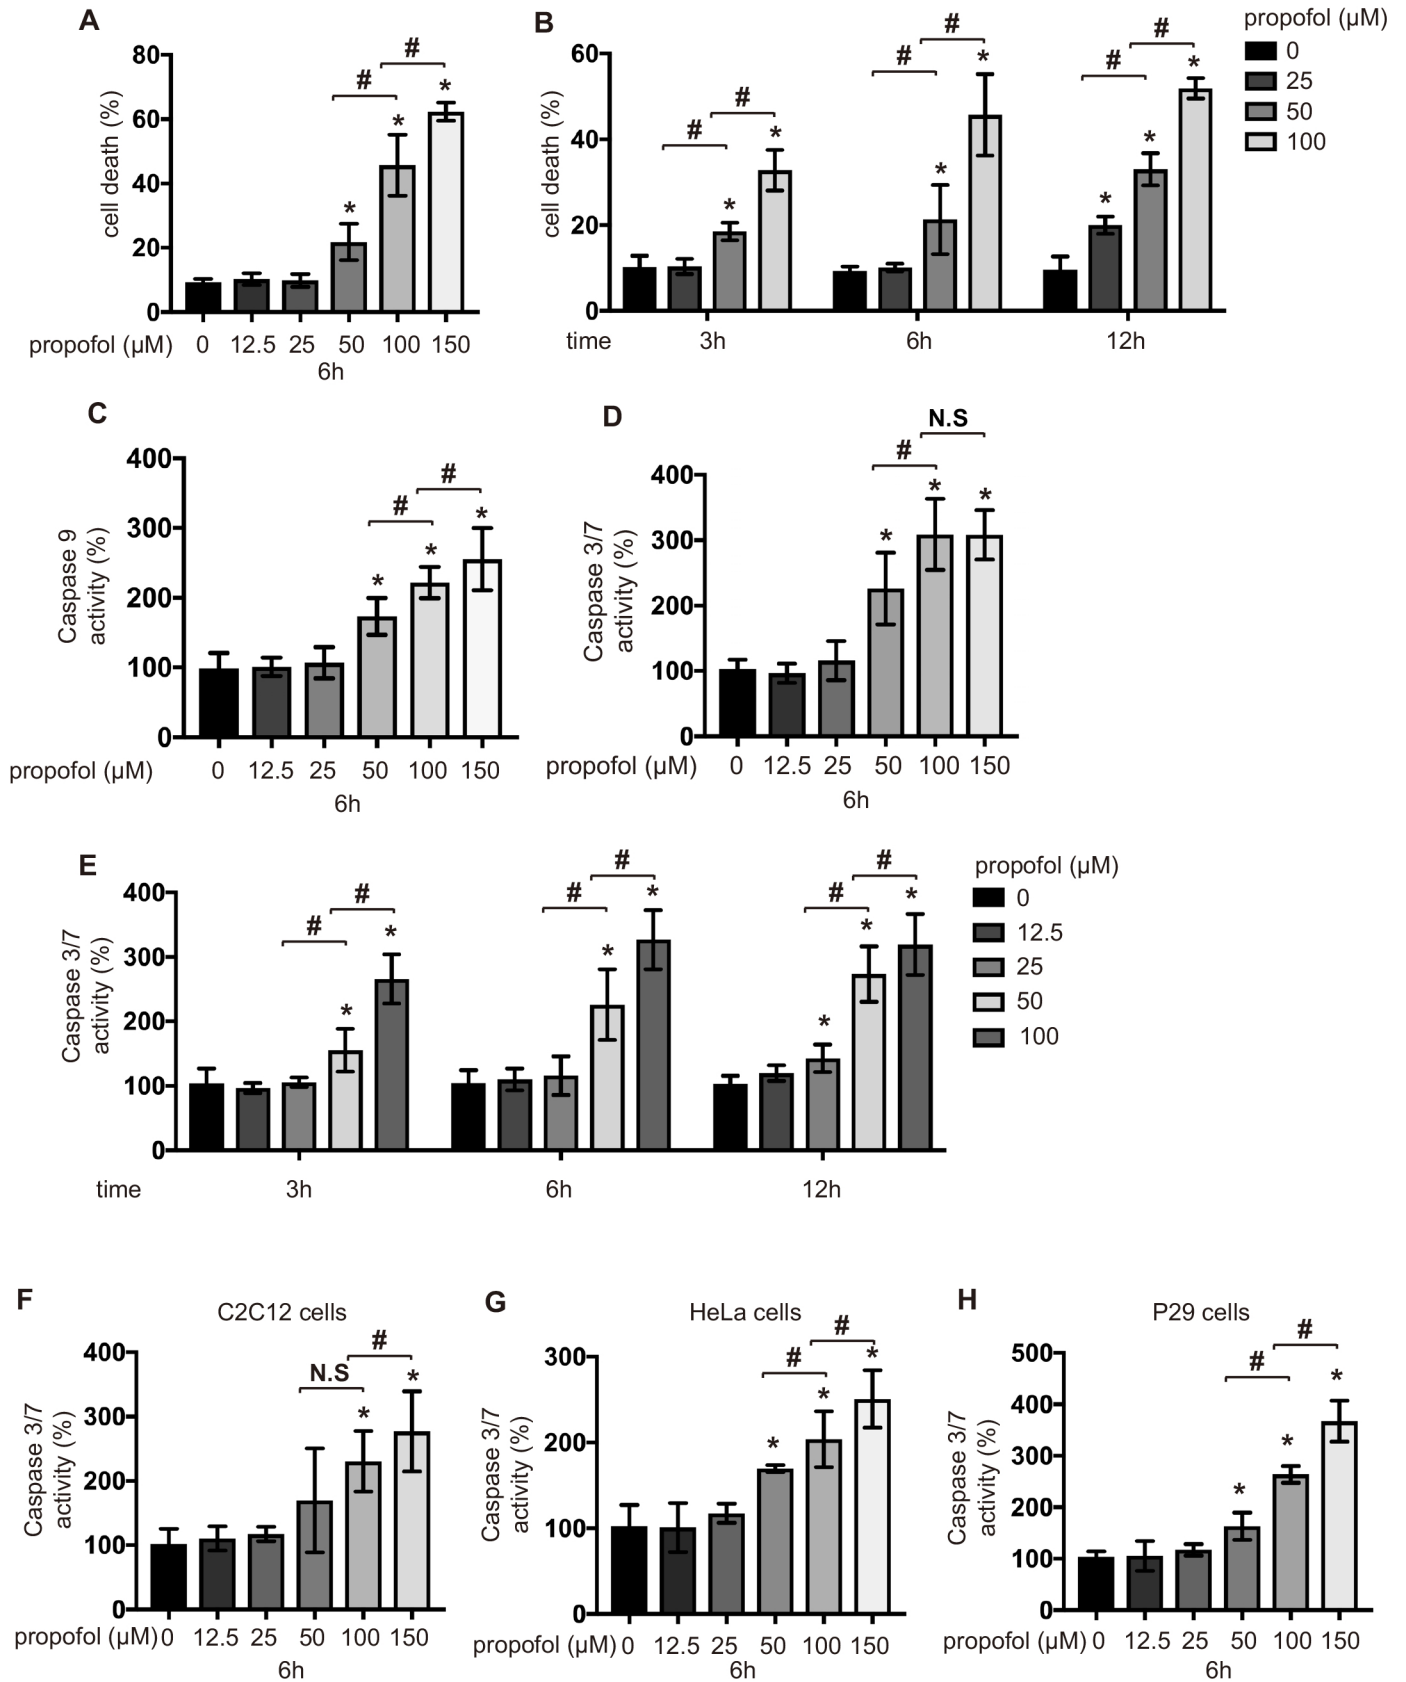 A
#
#
80
60
40
20
0
cell death (%)
*
*
*
propofol (µM) 0 12.5 25 50 100 150
6h
B
propofol (µM)
0
25
50
100
60
40
20
0
cell death (%)
#
#
*
*
#
#
*
*
#
#
*
*
*
time 3h 6h 12h
C
400
300
200
100
0
Caspase 9
activity (%)
#
#
*
*
*
propofol (µM) 0 12.5 25 50 100 150
6h
D
N.S
#
400
300
200
100
0
Caspase 3/7
activity (%)
*
*
*
propofol (µM) 0 12.5 25 50 100 150
6h
E
propofol (µM)
0
12.5
25
50
100
400
300
200
100
0
Caspase 3/7
activity (%)
#
#
*
*
#
#
*
*
#
#
*
*
*
time 3h 6h 12h
F
C2C12 cells
#
N.S
400
300
200
100
0
Caspase 3/7
activity (%)
*
*
propofol (µM) 0 12.5 25 50 100 150
6h
G
HeLa cells
#
#
300
200
100
0
Caspase 3/7
activity (%)
*
*
*
propofol (µM) 0 12.5 25 50 100 150
6h
H
P29 cells
#
#
500
400
300
200
100
0
Caspase 3/7
activity (%)
*
*
*
propofol (µM) 0 12.5 25 50 100 150
6h